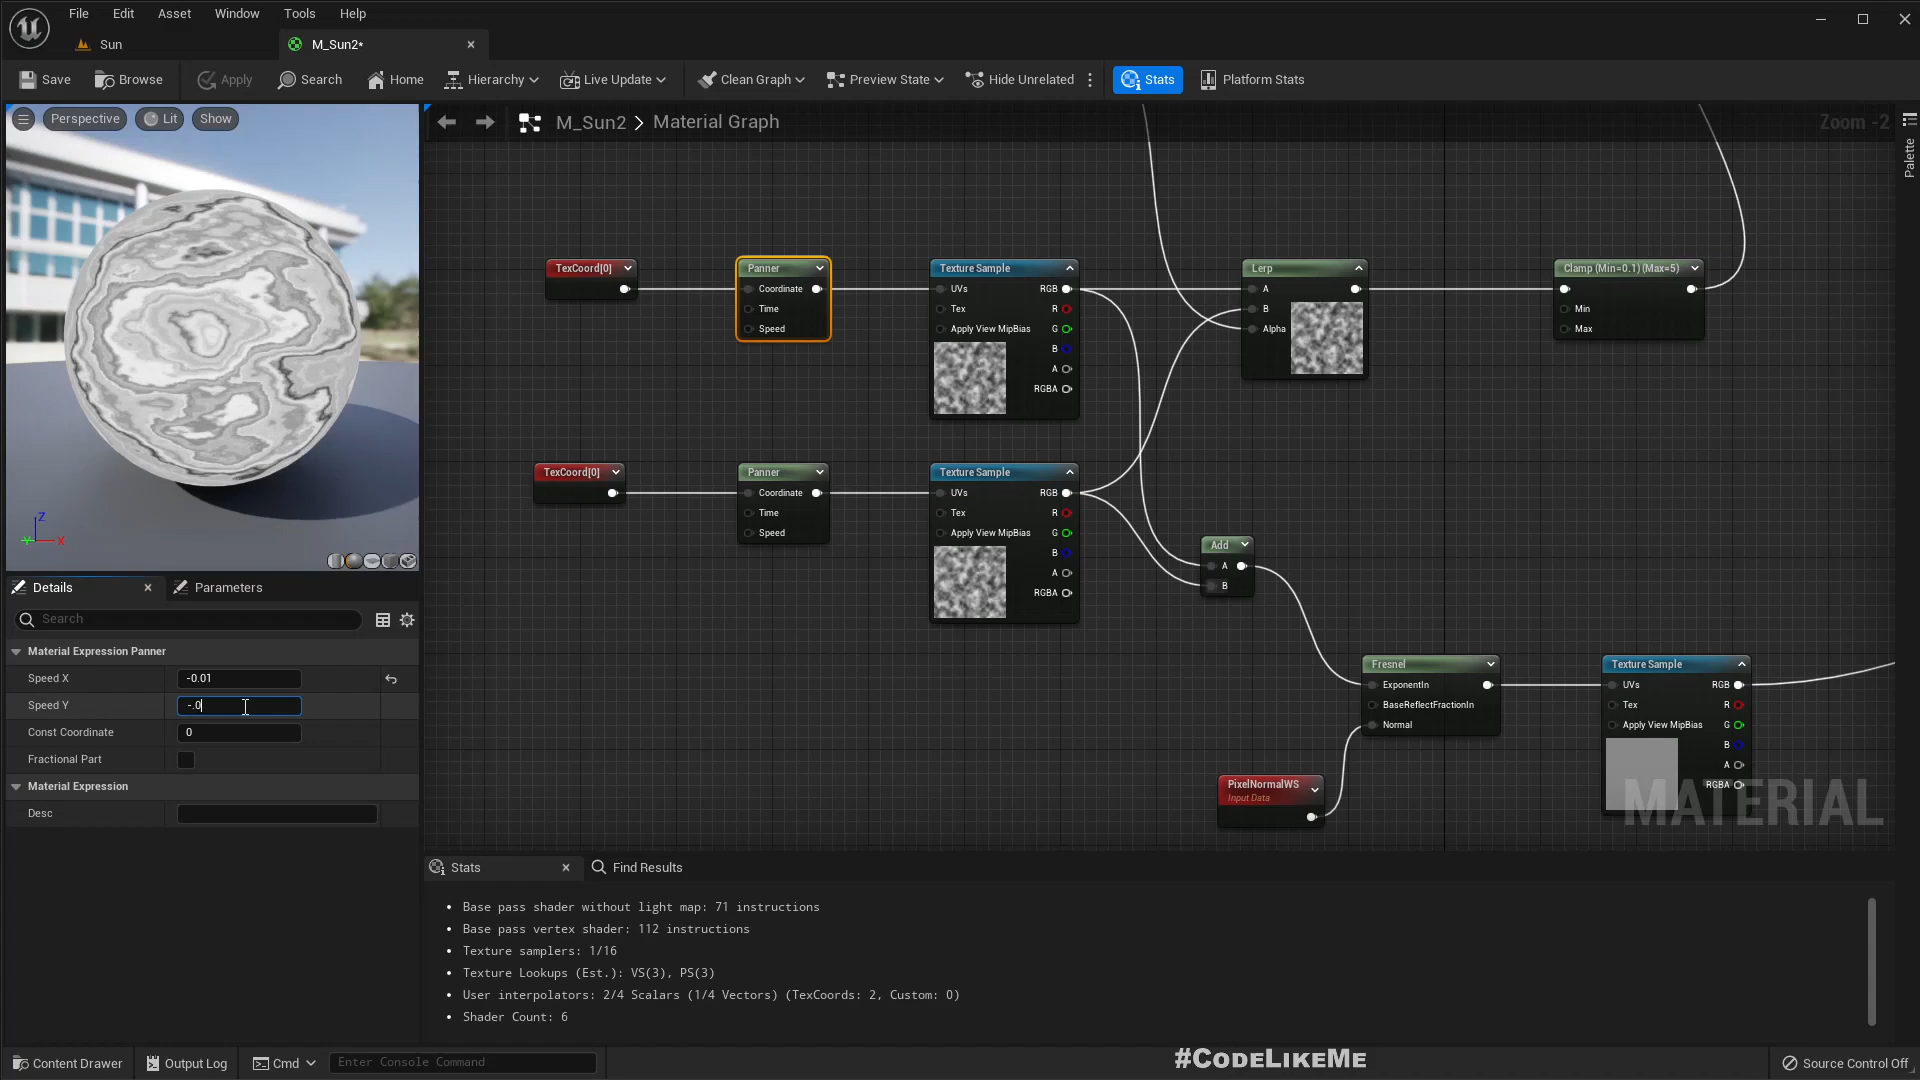 File
Edit
Asset
Window
Tools
Help
Sun
M_Sun2*
Save
Browse
Apply
Search
Home
Hierarchy
Live Update
Clean Graph
Preview State
Hide Unrelated
Stats
Platform Stats
Perspective
Lit
Show
M_Sun2 > Material Graph
Zoom -2
Palette
TexCoord[0]
Panner
Coordinate
Time
Speed
Texture Sample
UVs
RGB
Tex
R
Apply View MipBias
G
B
A
RGBA
Lerp
A
B
Alpha
Clamp (Min=0.1) (Max=5)
Min
Max
TexCoord[0]
Panner
Coordinate
Time
Speed
Texture Sample
UVs
RGB
Tex
R
Apply View MipBias
G
B
A
RGBA
Add
A
B
Fresnel
ExponentIn
BaseReflectFractionIn
Normal
PixelNormalWS
Input Data
Texture Sample
UVs
RGB
Tex
R
Apply View MipBias
G
B
A
RGBA
MATERIAL
Z
Y
X
Details
Parameters
Search
Material Expression Panner
Speed X
-0.01
Speed Y
-.0
Const Coordinate
0
Fractional Part
Material Expression
Desc
Stats
Find Results
Base pass shader without light map: 71 instructions
Base pass vertex shader: 112 instructions
Texture samplers: 1/16
Texture Lookups (Est.): VS(3), PS(3)
User interpolators: 2/4 Scalars (1/4 Vectors) (TexCoords: 2, Custom: 0)
Shader Count: 6
Content Drawer
Output Log
Cmd
Enter Console Command
#CodeLikeMe
Source Control Off